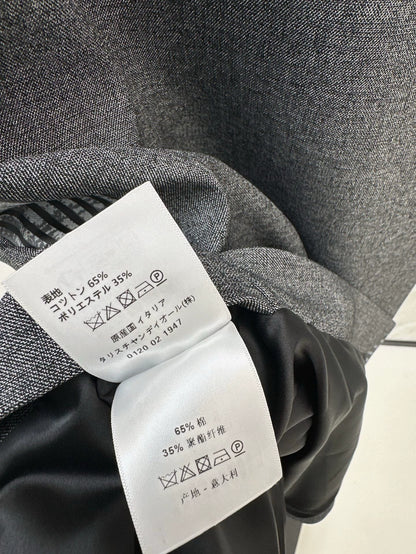 表地
コットン 65%
ポリエステル 35%
P
原産国 イタリア
クリスチャンディオール(株)
0120 02 1947
65% 棉
35% 聚酯纤维
P
产地 - 意大利